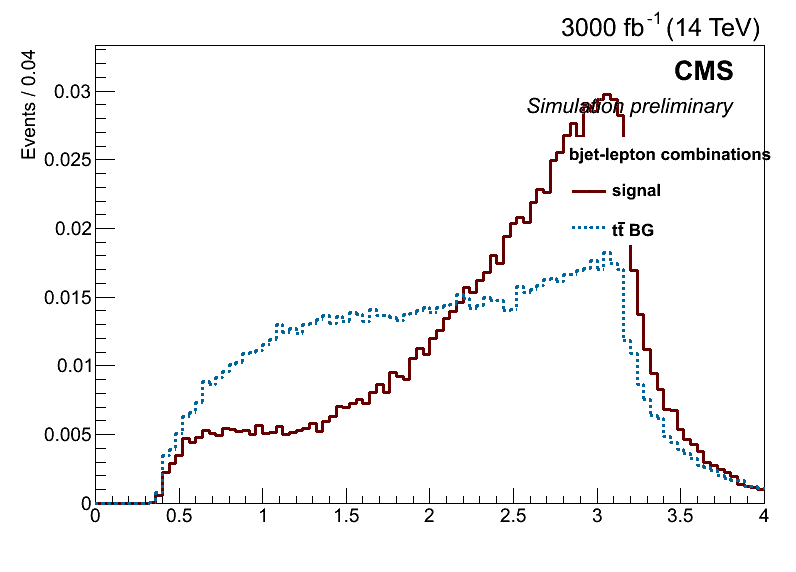 3000 fb⁻¹ (14 TeV)
CMS
Simulation preliminary
Events / 0.04
bjet-lepton combinations
signal
tt̄ BG
0.03
0.025
0.02
0.015
0.01
0.005
0
0 0.5 1 1.5 2 2.5 3 3.5 4